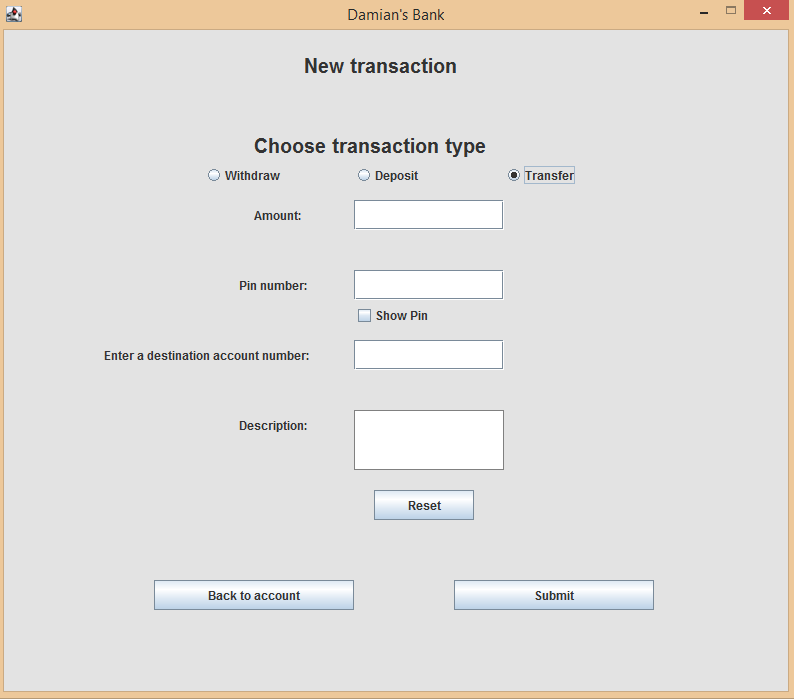 Damian's Bank
New transaction
Choose transaction type
Withdraw Deposit Transfer
Amount:
Pin number:
Show Pin
Enter a destination account number:
Description:
Reset
Back to account Submit